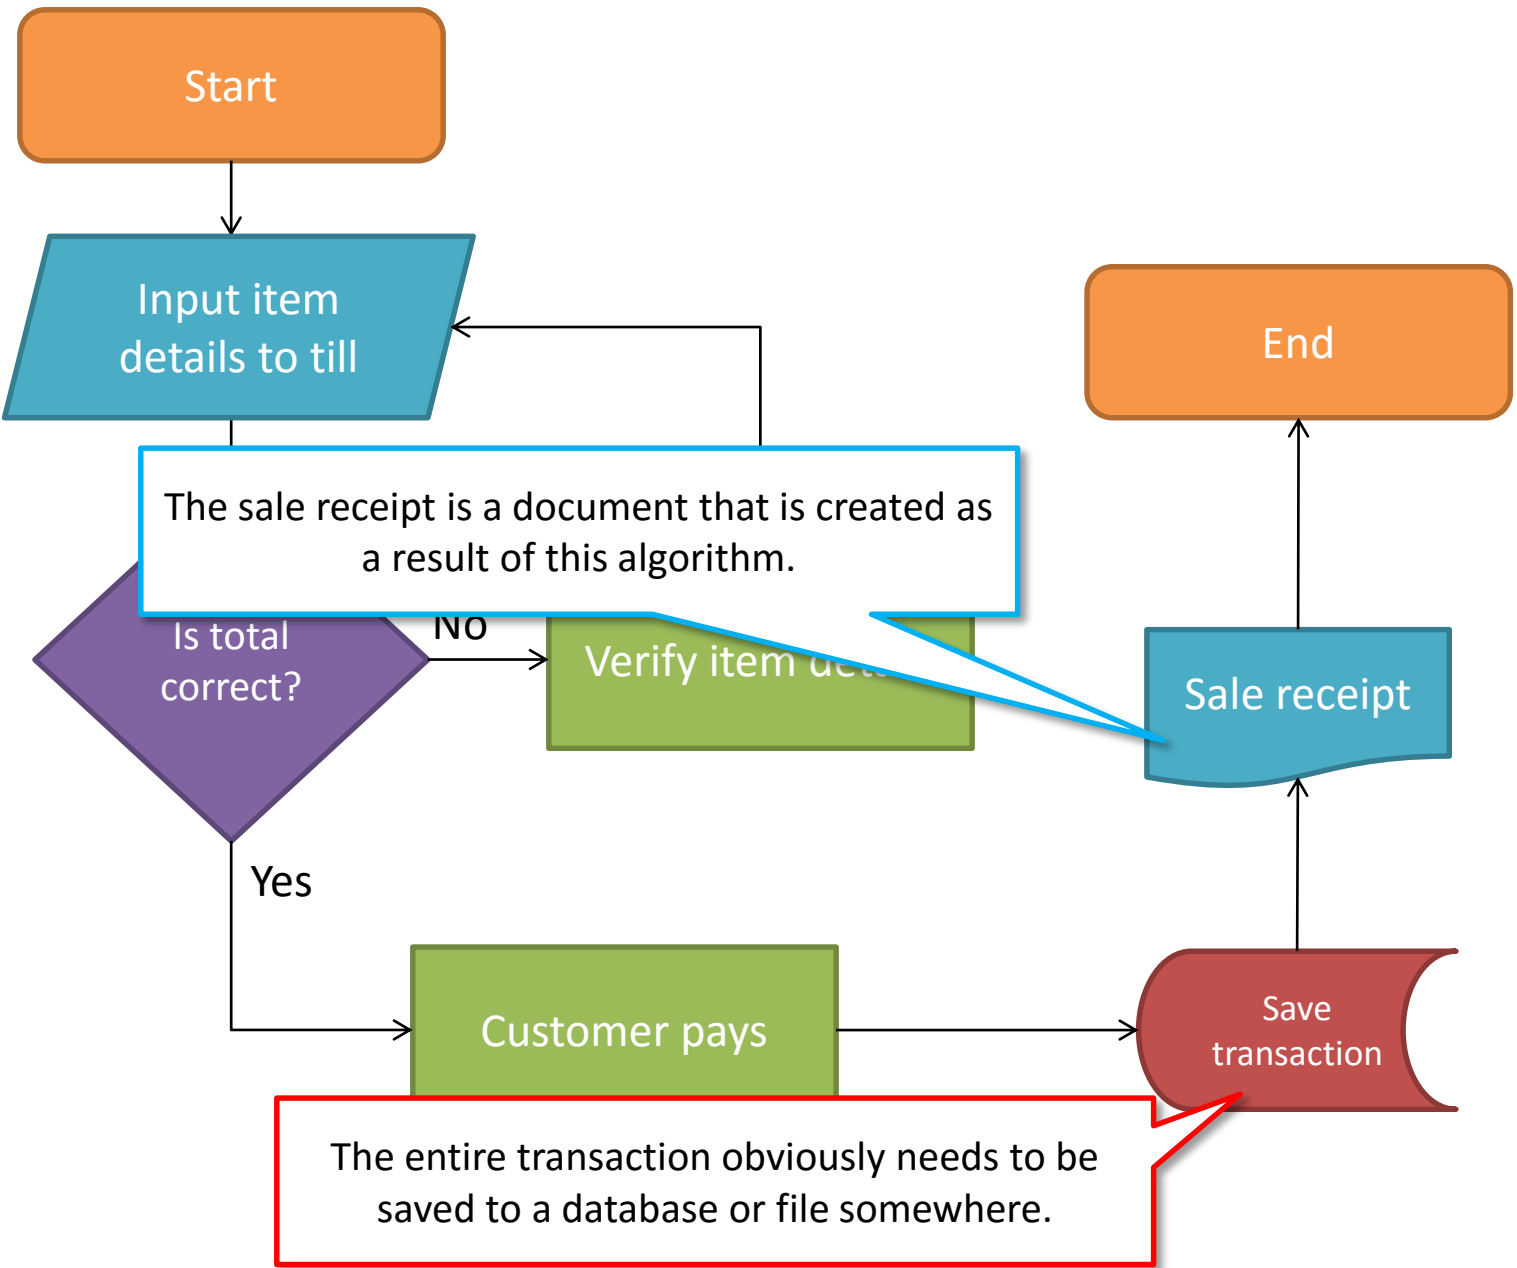 Start
Input item
details to till
End
The sale receipt is a document that is created as
a result of this algorithm.
Is total
correct?
No
Verify item
Sale receipt
Yes
Customer pays
Save
transaction
The entire transaction obviously needs to be
saved to a database or file somewhere.